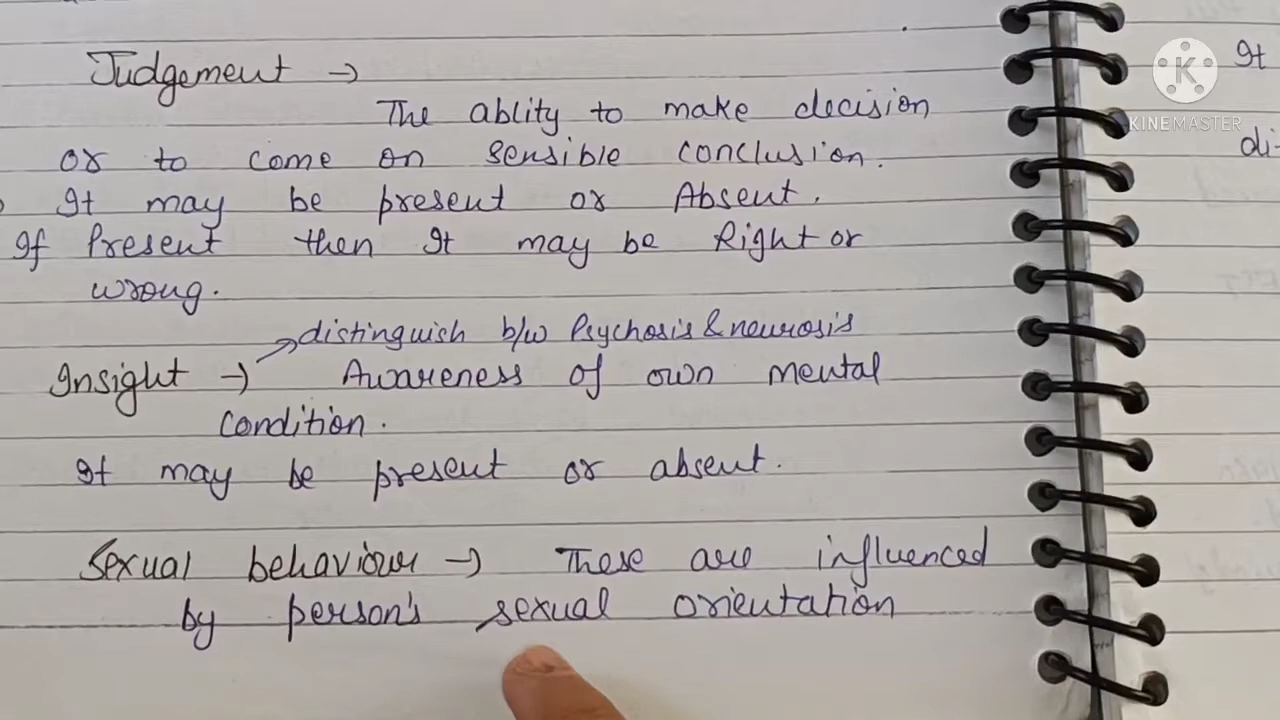 Judgement →
The ablity to make decision
or to come on sensible conclusion.
It may be present or Absent.
If Present then It may be Right or
wrong.
distinguish b/w Psychosis & neurosis
Insight → Awareness of own mental
Condition.
It may be present or absent.
Sexual behaviour → These are influenced
by person's sexual orientation
It
di-
KINEMASTER